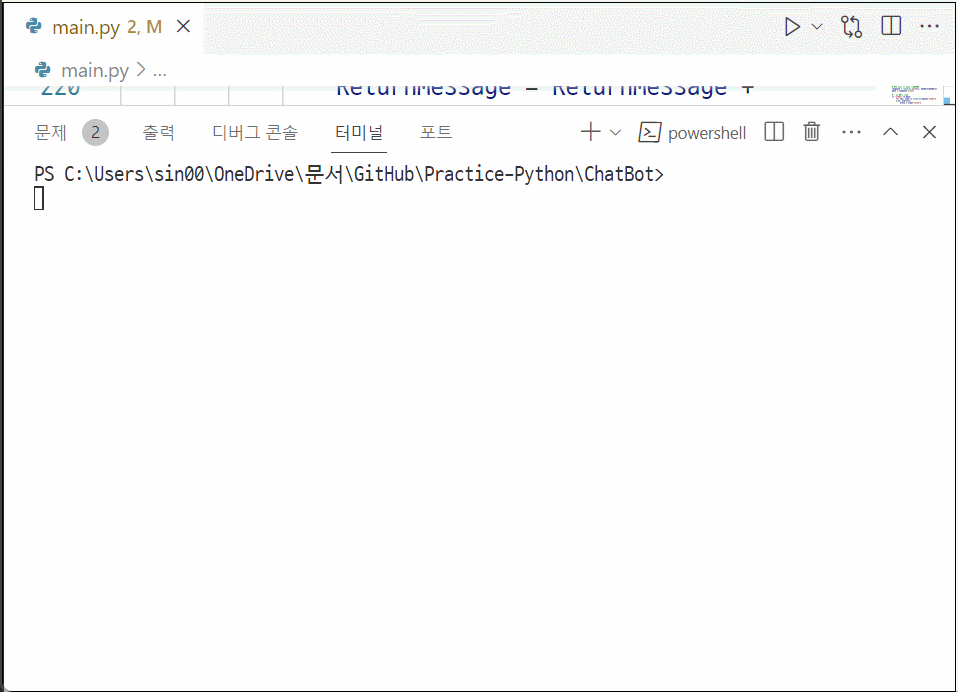 main.py 2, M
main.py > ...
220 ReturnMessage = ReturnMessage +
문제 2 출력 디버그 콘솔 터미널 포트 powershell
PS C:\Users\sin00\OneDrive\문서\GitHub\Practice-Python\ChatBot>